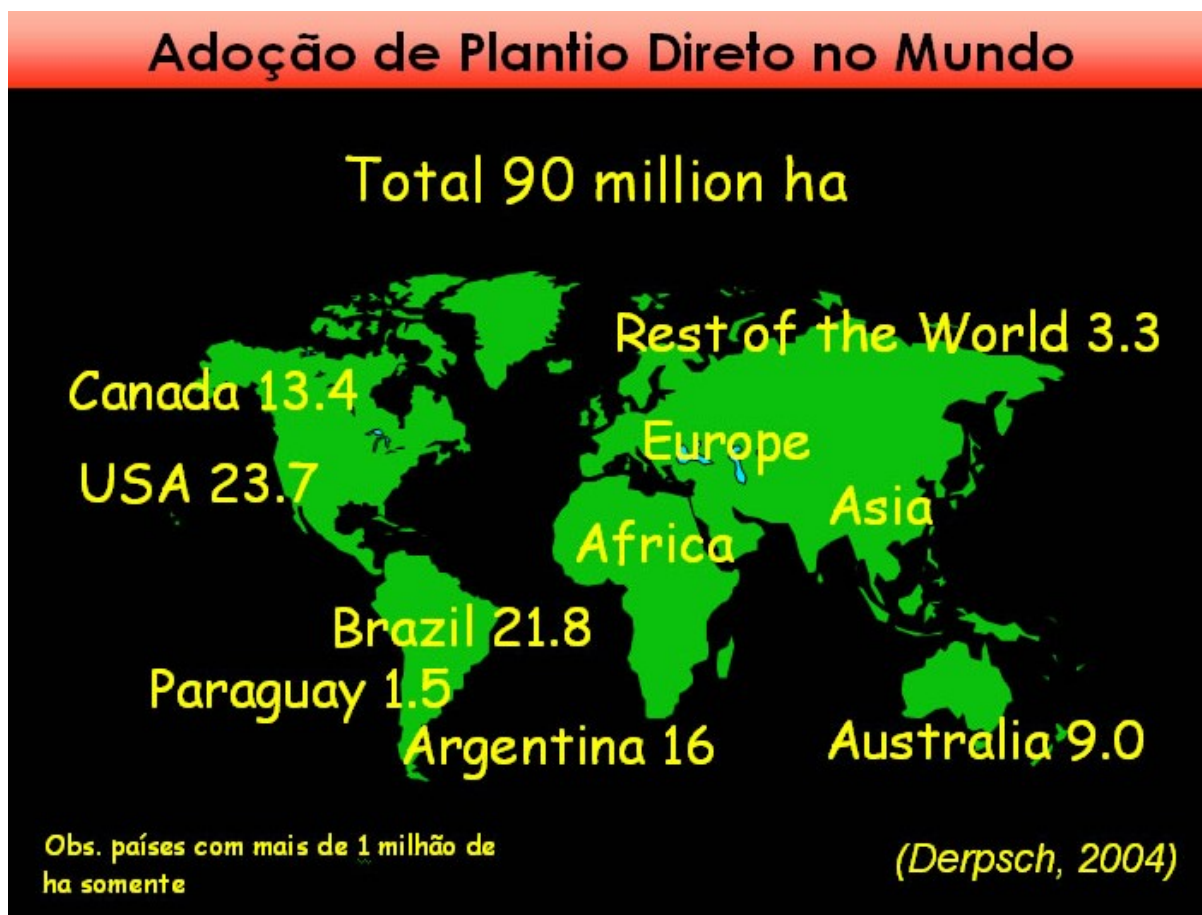 Adoção de Plantio Direto no Mundo
Total 90 million ha
Rest of the World 3.3
Canada 13.4
Europe
USA 23.7
Asia
Africa
Brazil 21.8
Paraguay 1.5
Argentina 16
Australia 9.0
Obs. países com mais de 1 milhão de
ha somente
(Derpsch, 2004)